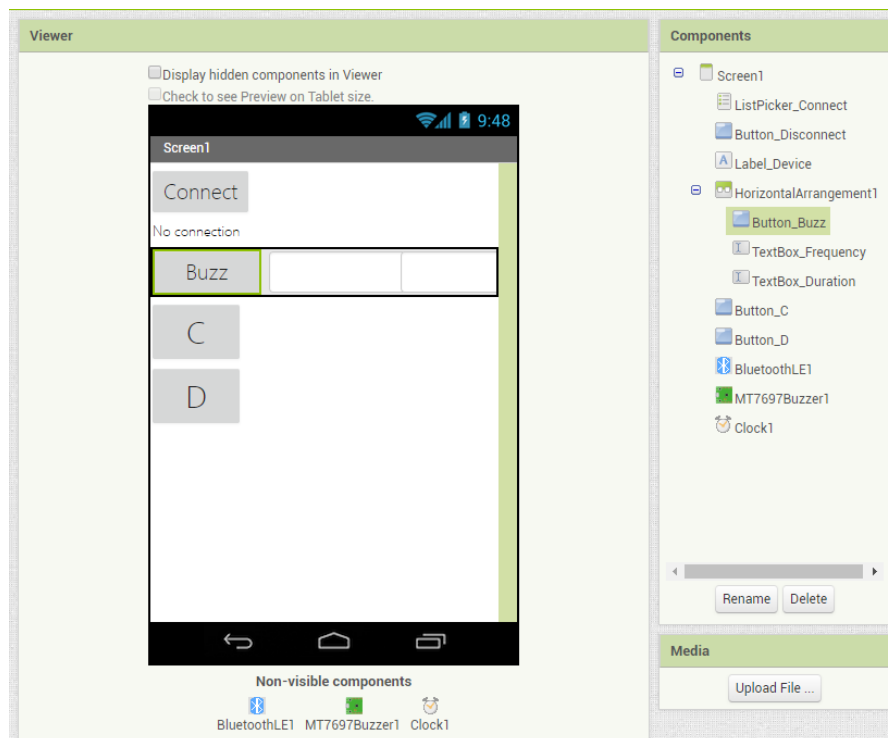 Viewer
Display hidden components in Viewer
Check to see Preview on Tablet size.
9:48
Screen1
Connect
No connection
Buzz
C
D
Non-visible components
BluetoothLE1 MT7697Buzzer1 Clock1
Components
Screen1
ListPicker_Connect
Button_Disconnect
A Label_Device
HorizontalArrangement1
Button_Buzz
TextBox_Frequency
TextBox_Duration
Button_C
Button_D
BluetoothLE1
MT7697Buzzer1
Clock1
Rename Delete
Media
Upload File ...